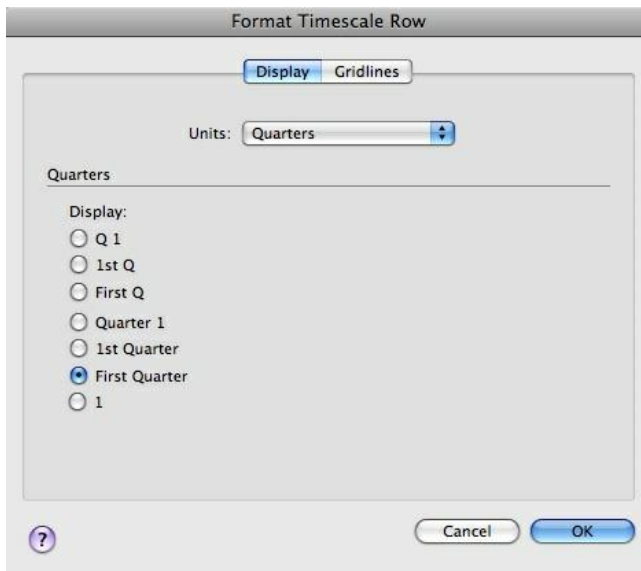 Format Timescale Row
Display Gridlines
Units: Quarters
Quarters
Display:
Q 1
1st Q
First Q
Quarter 1
1st Quarter
First Quarter
1
? Cancel OK